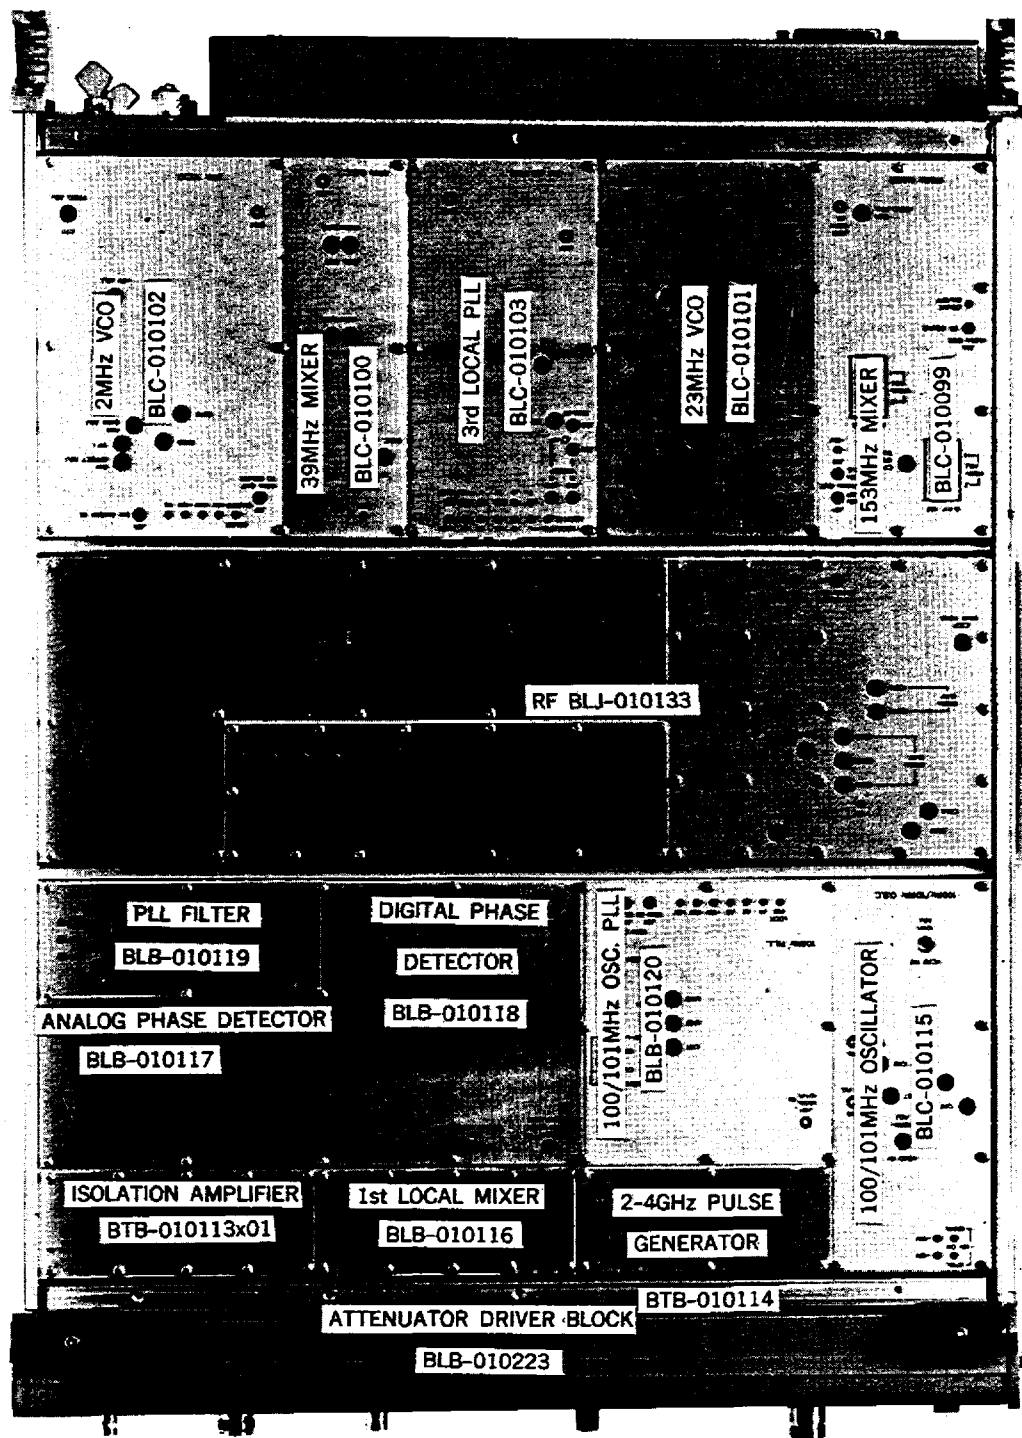 2MHz VCO
BLC-010102
39MHz MIXER
BLC-010100
3rd LOCAL PLL
BLC-010103
23MHz VCO
BLC-010101
153MHz MIXER
BLC-010099
RF BLJ-010133
PLL FILTER
BLB-010119
DIGITAL PHASE
DETECTOR
BLB-010118
ANALOG PHASE DETECTOR
BLB-010117
100/101MHz OSC. PLL
BLB-010120
100/101MHz OSCILLATOR
BLC-010115
ISOLATION AMPLIFIER
BTB-010113x01
1st LOCAL MIXER
BLB-010116
2-4GHz PULSE
GENERATOR
BTB-010114
ATTENUATOR DRIVER BLOCK
BLB-010223